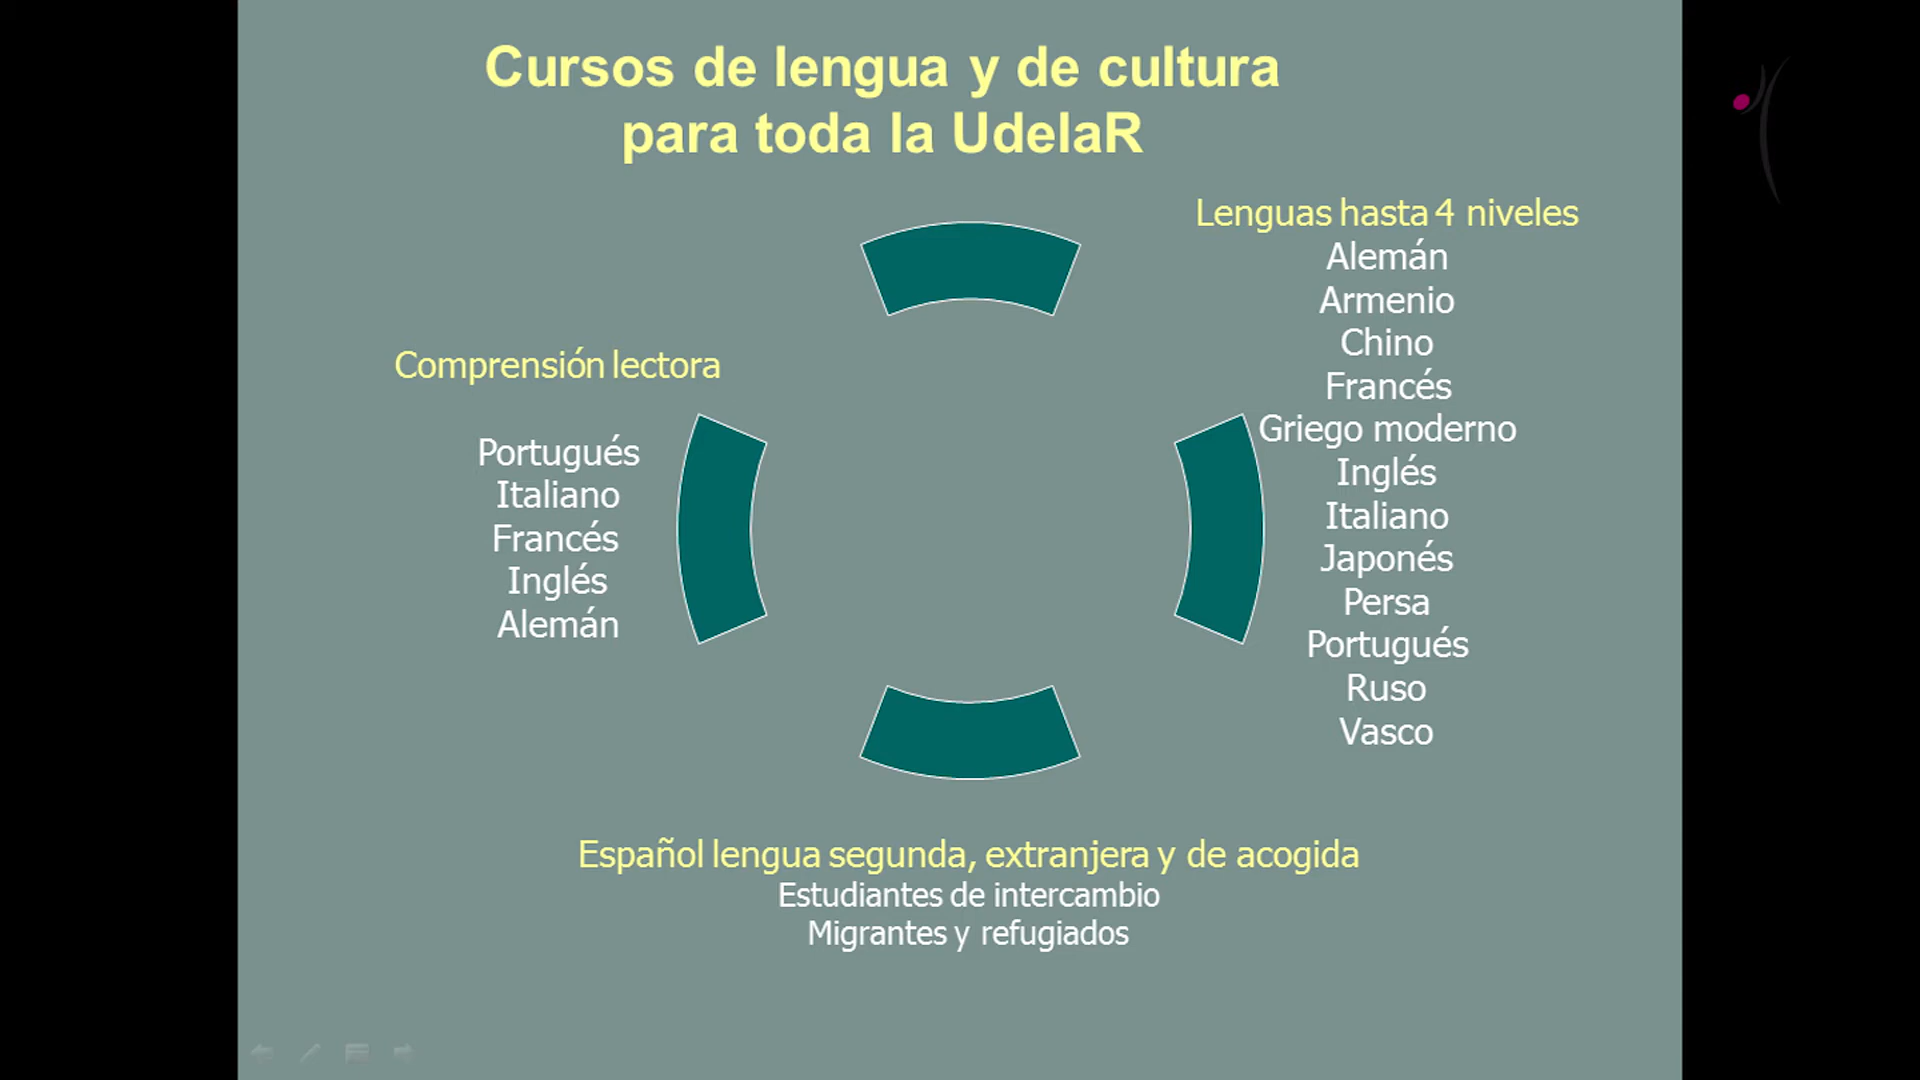 Cursos de lengua y de cultura
para toda la UdelaR
Comprensión lectora
Portugués
Italiano
Francés
Inglés
Alemán
Lenguas hasta 4 niveles
Alemán
Armenio
Chino
Francés
Griego moderno
Inglés
Italiano
Japonés
Persa
Portugués
Ruso
Vasco
Español lengua segunda, extranjera y de acogida
Estudiantes de intercambio
Migrantes y refugiados